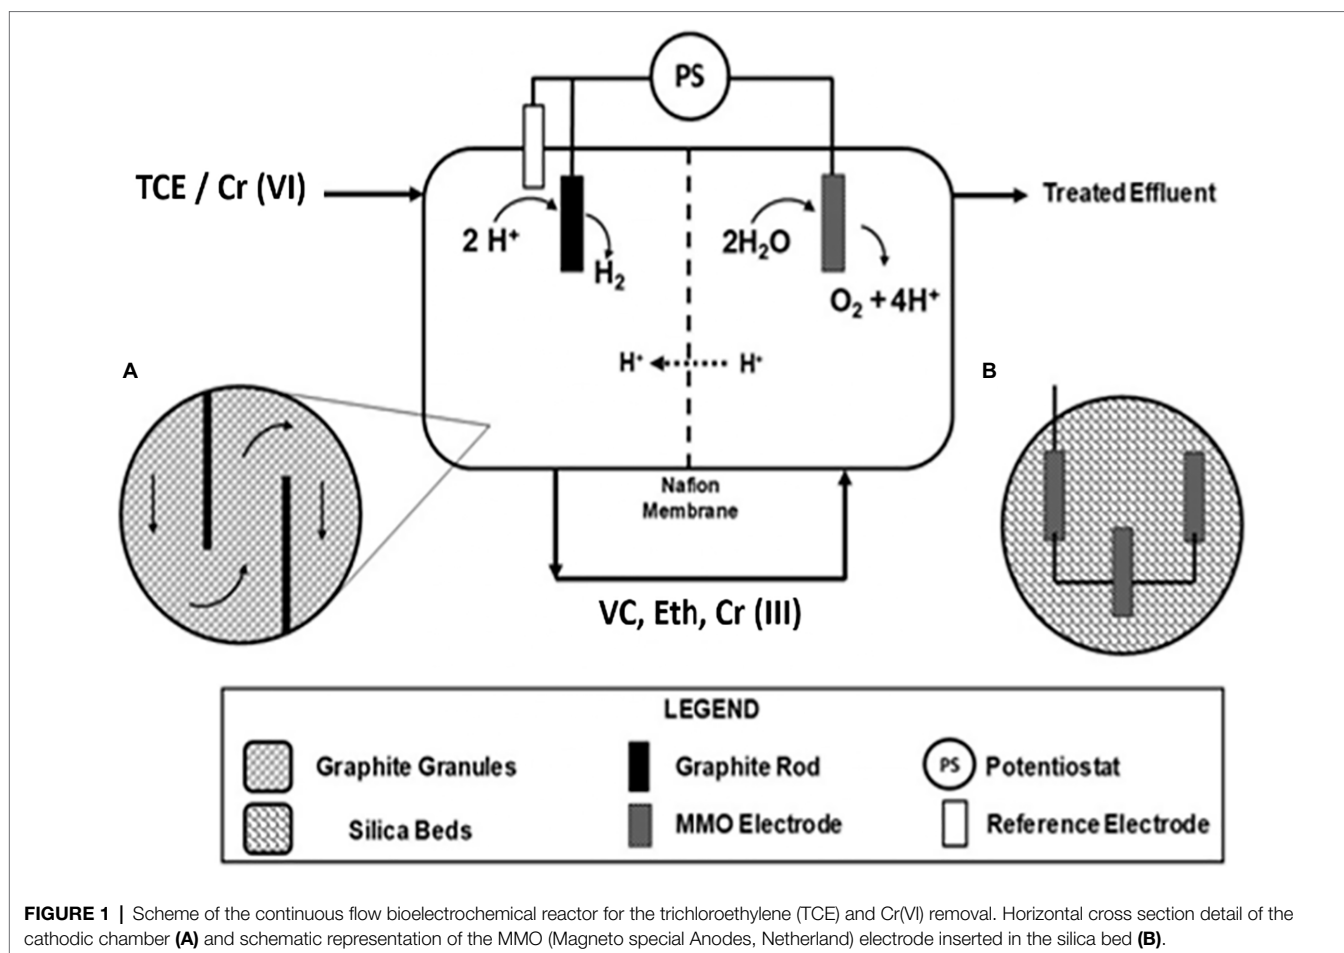 PS
TCE / Cr (VI)
Treated Effluent
2 H⁺
H₂
2H₂O
O₂ + 4H⁺
H⁺
H⁺
A
B
Nafion
Membrane
VC, Eth, Cr (III)
LEGEND
Graphite Granules
Graphite Rod
PS
Potentiostat
Silica Beds
MMO Electrode
Reference Electrode
FIGURE 1 | Scheme of the continuous flow bioelectrochemical reactor for the trichloroethylene (TCE) and Cr(VI) removal. Horizontal cross section detail of the
cathodic chamber (A) and schematic representation of the MMO (Magneto special Anodes, Netherland) electrode inserted in the silica bed (B).